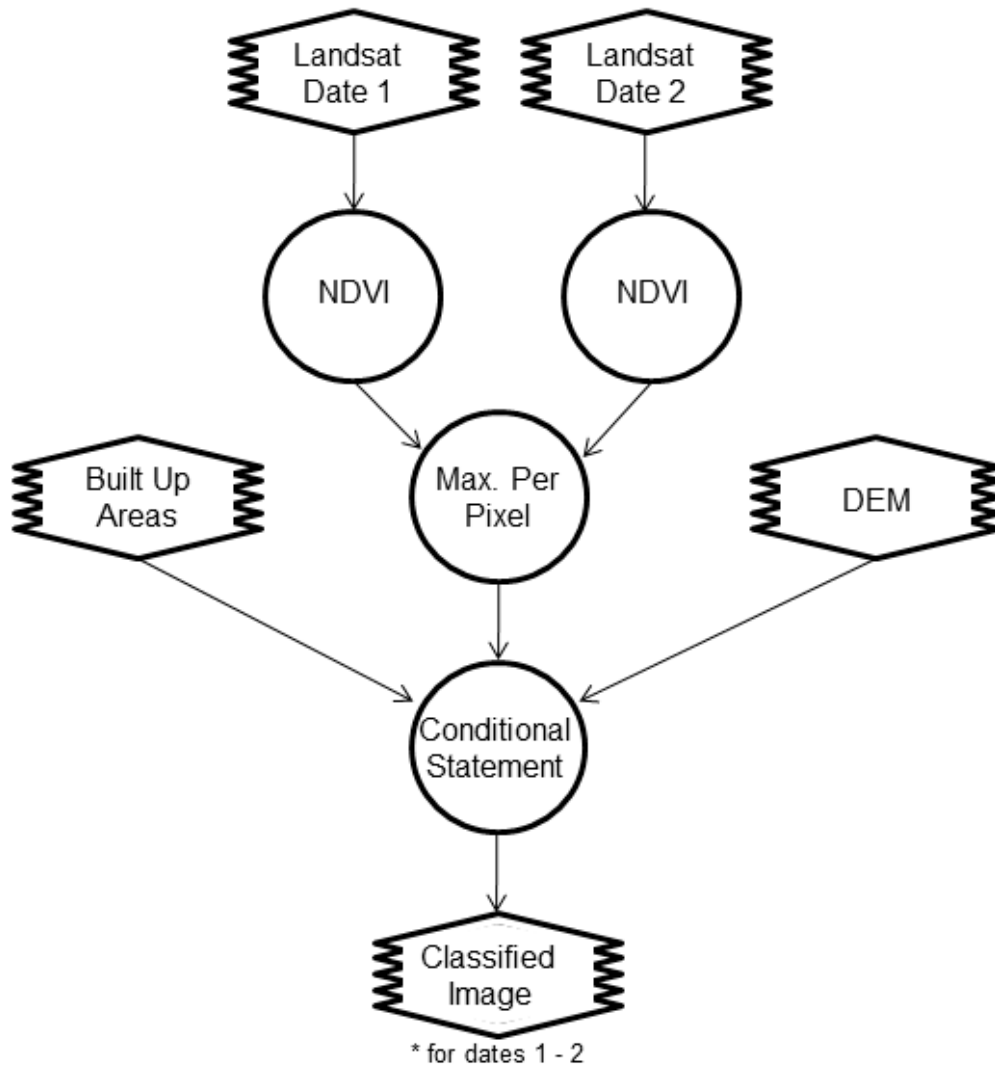 Landsat
Date 1
Landsat
Date 2
NDVI
NDVI
Built Up
Areas
Max. Per
Pixel
DEM
Conditional
Statement
Classified
Image
* for dates 1 - 2